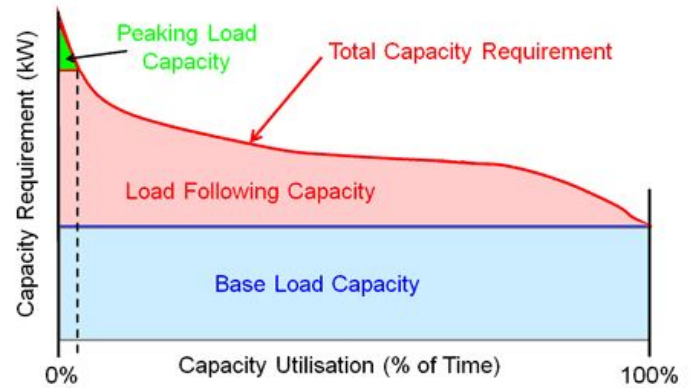 Peaking Load
Capacity
Total Capacity Requirement
Capacity Requirement (kW)
Load Following Capacity
Base Load Capacity
0%
Capacity Utilisation (% of Time)
100%